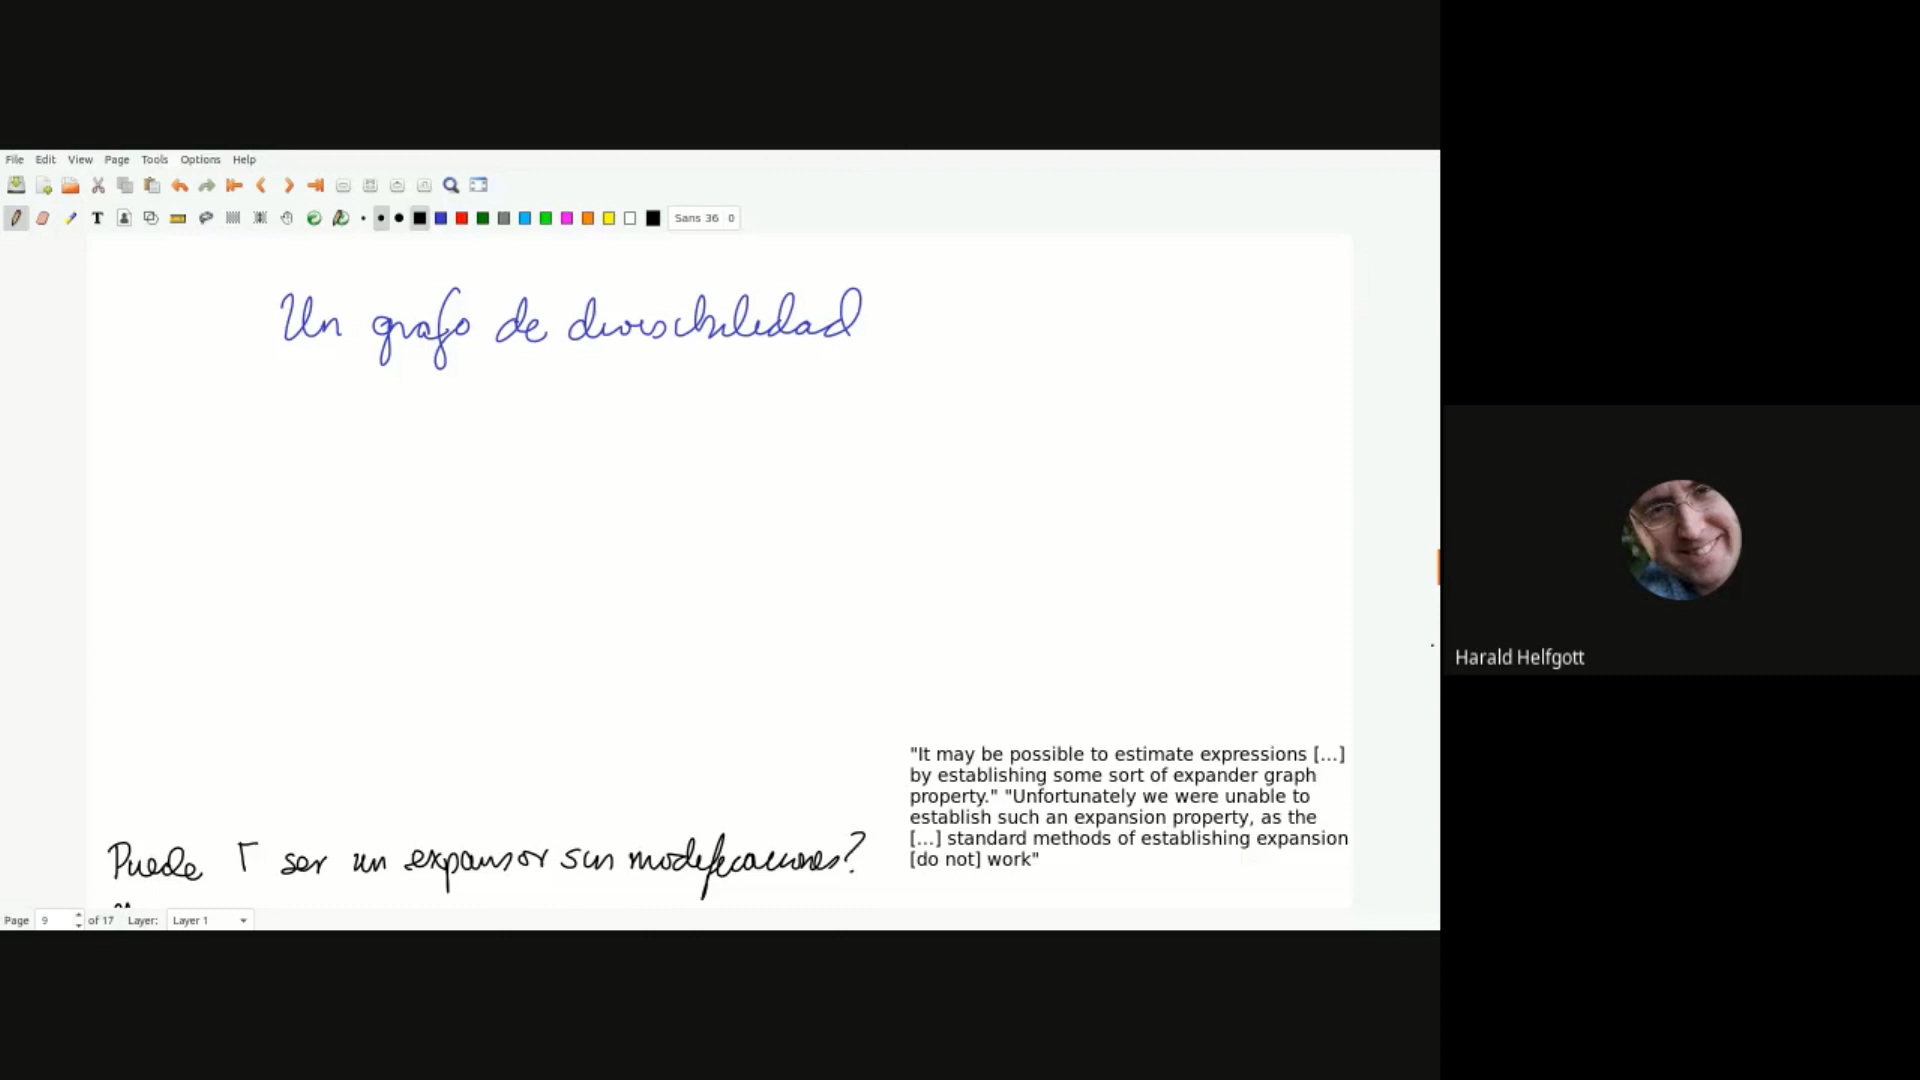 File Edit View Page Tools Options Help
T Sans 36 0
Un grafo de divisibilidad
"It may be possible to estimate expressions [...]
by establishing some sort of expander graph
property." "Unfortunately we were unable to
establish such an expansion property, as the
[...] standard methods of establishing expansion
[do not] work"
Puede Γ ser un expansor sin modificaciones?
Page 9 of 17 Layer: Layer 1
Harald Helfgott